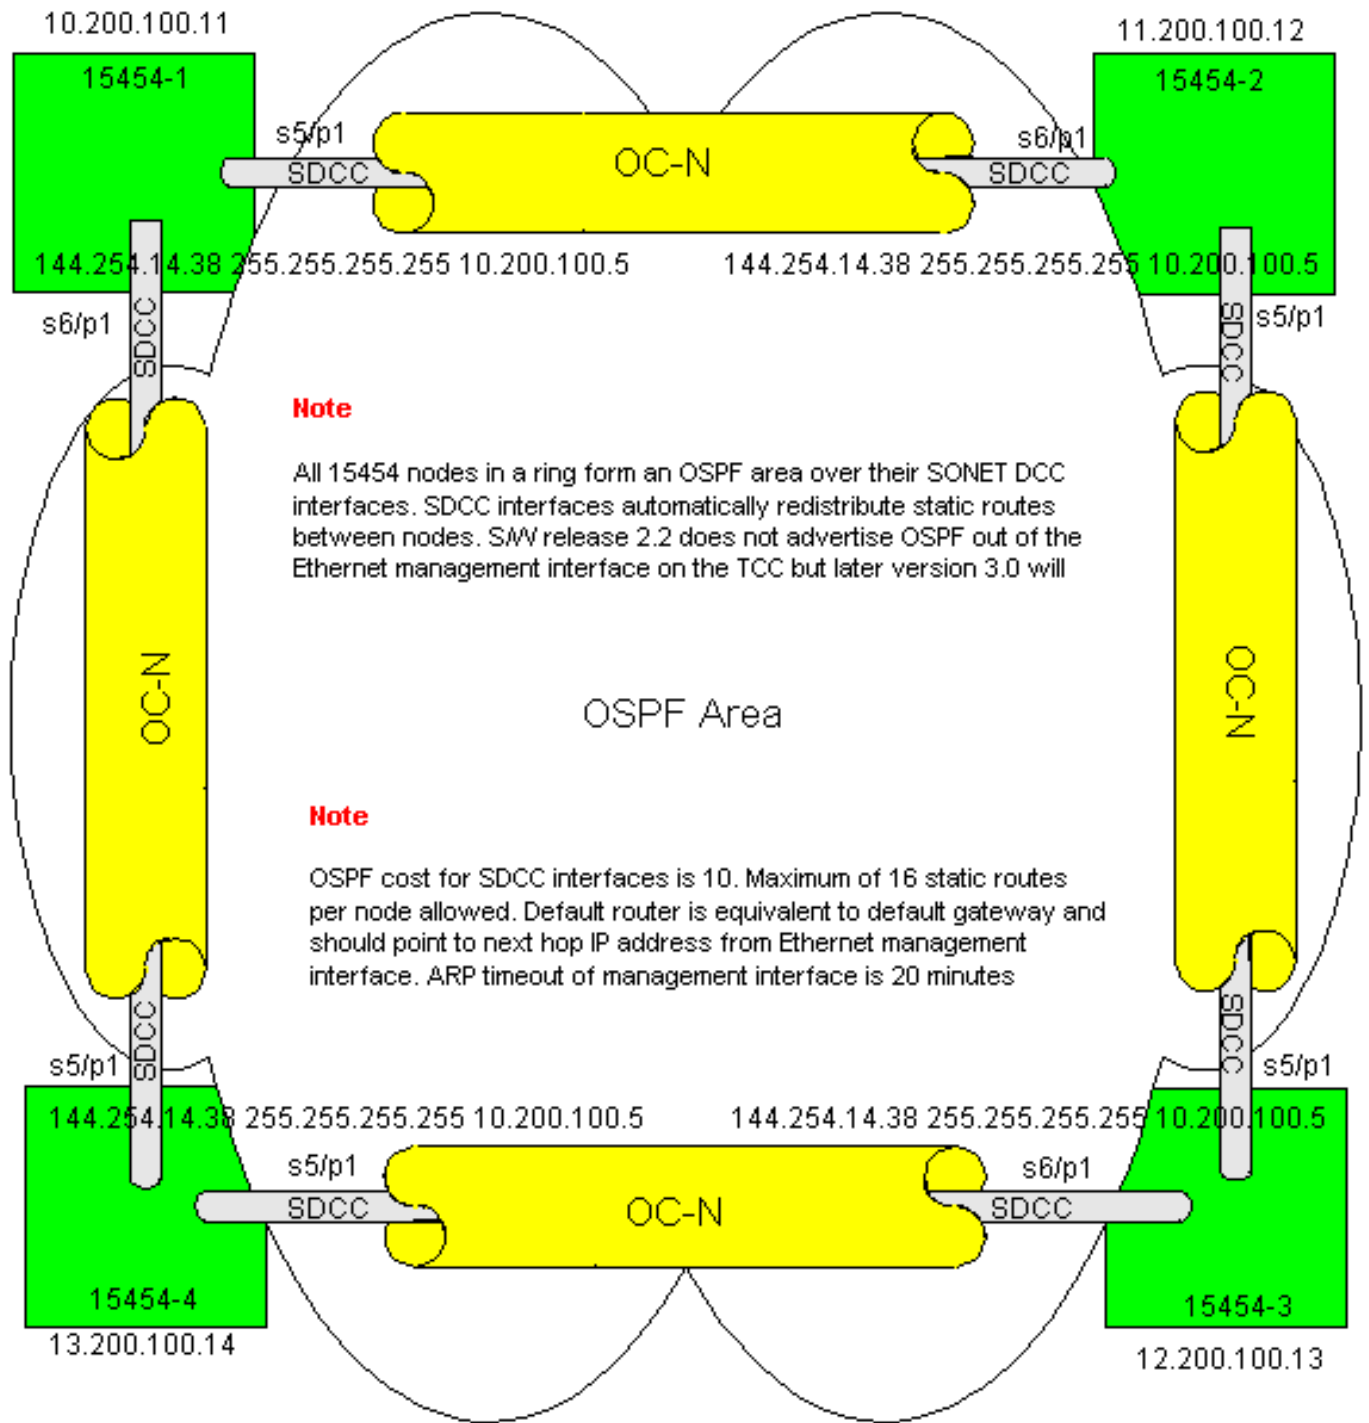 10.200.100.11
11.200.100.12
15454-1
15454-2
s5/p1
OC-N
s6/p1
SDCC
SDCC
144.254.14.38 255.255.255.255 10.200.100.5
144.254.14.38 255.255.255.255 10.200.100.5
s6/p1
SDCC
SDCC
s5/p1
Note
All 15454 nodes in a ring form an OSPF area over their SONET DCC
interfaces. SDCC interfaces automatically redistribute static routes
between nodes. S/W release 2.2 does not advertise OSPF out of the
Ethernet management interface on the TCC but later version 3.0 will
OC-N
OSPF Area
OC-N
Note
OSPF cost for SDCC interfaces is 10. Maximum of 16 static routes
per node allowed. Default router is equivalent to default gateway and
should point to next hop IP address from Ethernet management
interface. ARP timeout of management interface is 20 minutes
s5/p1
SDCC
SDCC
s5/p1
144.254.14.38 255.255.255.255 10.200.100.5
144.254.14.38 255.255.255.255 10.200.100.5
s5/p1
s6/p1
SDCC
OC-N
SDCC
15454-4
15454-3
13.200.100.14
12.200.100.13